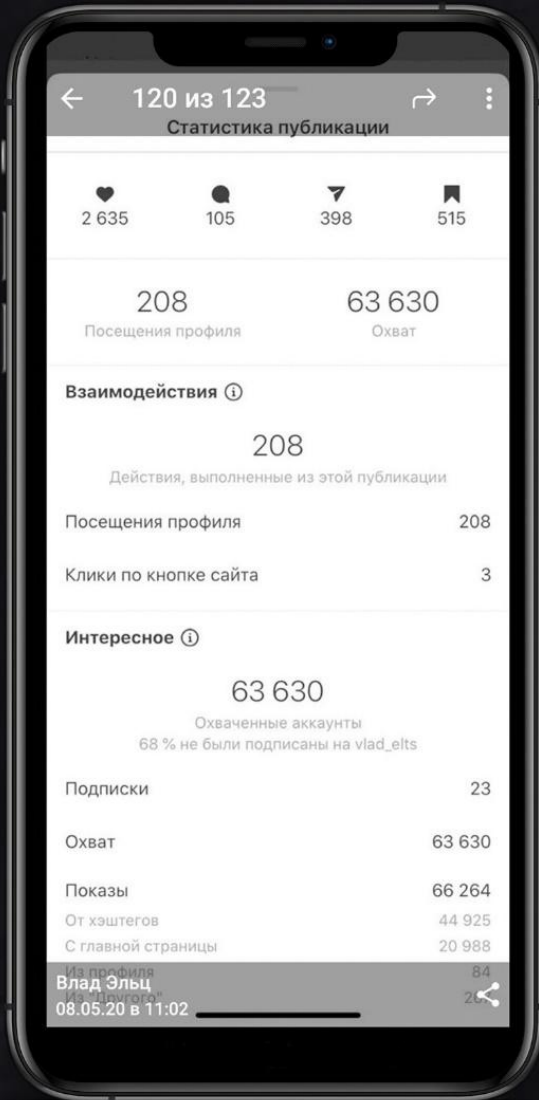 120 из 123
Статистика публикации
2 635 105 398 515
208 63 630
Посещения профиля Охват
Взаимодействия
208
Действия, выполненные из этой публикации
Посещения профиля 208
Клики по кнопке сайта 3
Интересное
63 630
Охваченные аккаунты
68 % не были подписаны на vlad_elts
Подписки 23
Охват 63 630
Показы 66 264
От хэштегов 44 925
С главной страницы 20 988
Из профиля 84
Влад Эльц
Из "Другого"
08.05.20 в 11:02